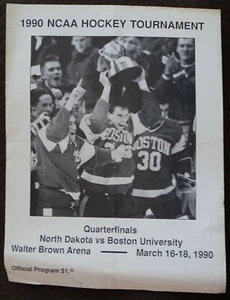 1990 NCAA HOCKEY TOURNAMENT
BOSTON
30
Quarterfinals
North Dakota vs Boston University
Walter Brown Arena — March 16-18, 1990
Official Program $1.